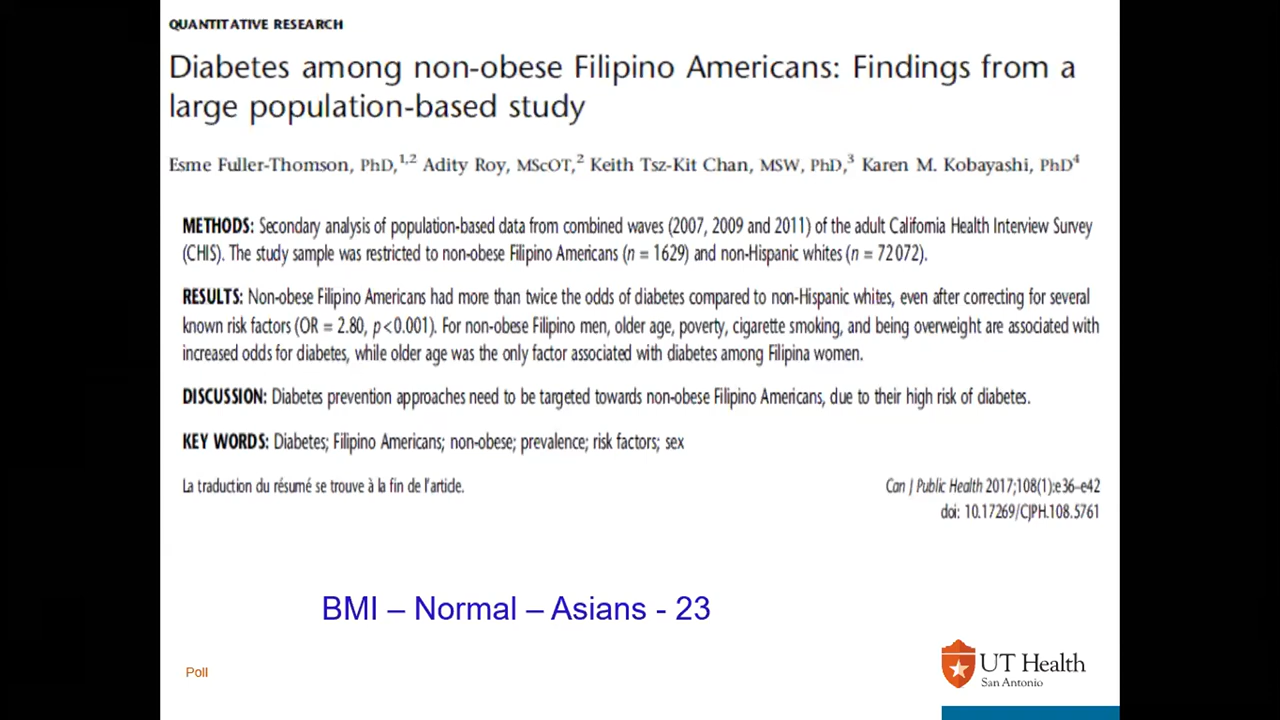 QUANTITATIVE RESEARCH
Diabetes among non-obese Filipino Americans: Findings from a
large population-based study
Esme Fuller-Thomson, PhD,1,2 Adity Roy, MScOT,2 Keith Tsz-Kit Chan, MSW, PhD,3 Karen M. Kobayashi, PhD4
METHODS: Secondary analysis of population-based data from combined waves (2007, 2009 and 2011) of the adult California Health Interview Survey
(CHIS). The study sample was restricted to non-obese Filipino Americans (n = 1629) and non-Hispanic whites (n = 72 072).
RESULTS: Non-obese Filipino Americans had more than twice the odds of diabetes compared to non-Hispanic whites, even after correcting for several
known risk factors (OR = 2.80, p<0.001). For non-obese Filipino men, older age, poverty, cigarette smoking, and being overweight are associated with
increased odds for diabetes, while older age was the only factor associated with diabetes among Filipina women.
DISCUSSION: Diabetes prevention approaches need to be targeted towards non-obese Filipino Americans, due to their high risk of diabetes.
KEY WORDS: Diabetes; Filipino Americans; non-obese; prevalence; risk factors; sex
La traduction du résumé se trouve à la fin de l'article.
Can J Public Health 2017;108(1):e36–e42
doi: 10.17269/CJPH.108.5761
BMI – Normal – Asians - 23
Poll
UT Health
San Antonio